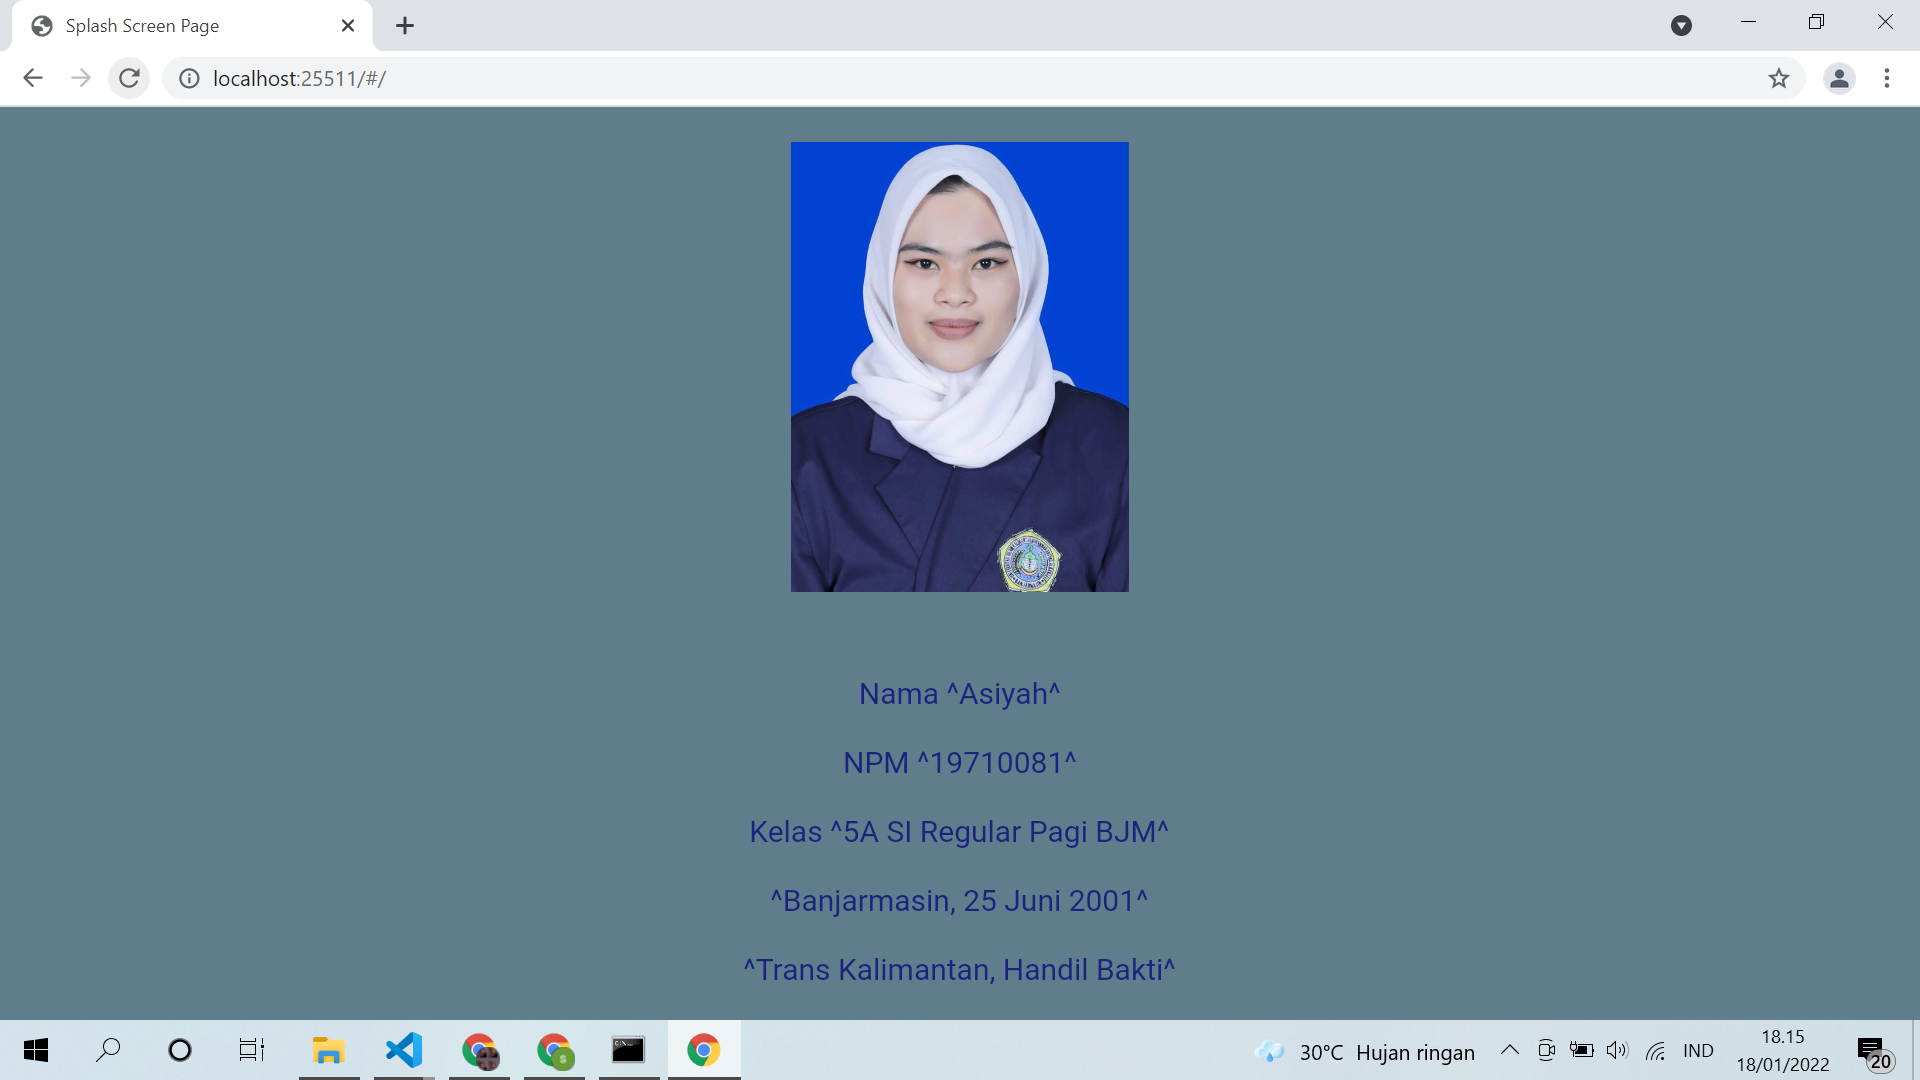 Splash Screen Page
localhost:25511/#/
Nama ^Asiyah^
NPM ^19710081^
Kelas ^5A SI Regular Pagi BJM^
^Banjarmasin, 25 Juni 2001^
^Trans Kalimantan, Handil Bakti^
30°C Hujan ringan
IND
18.15
18/01/2022
20